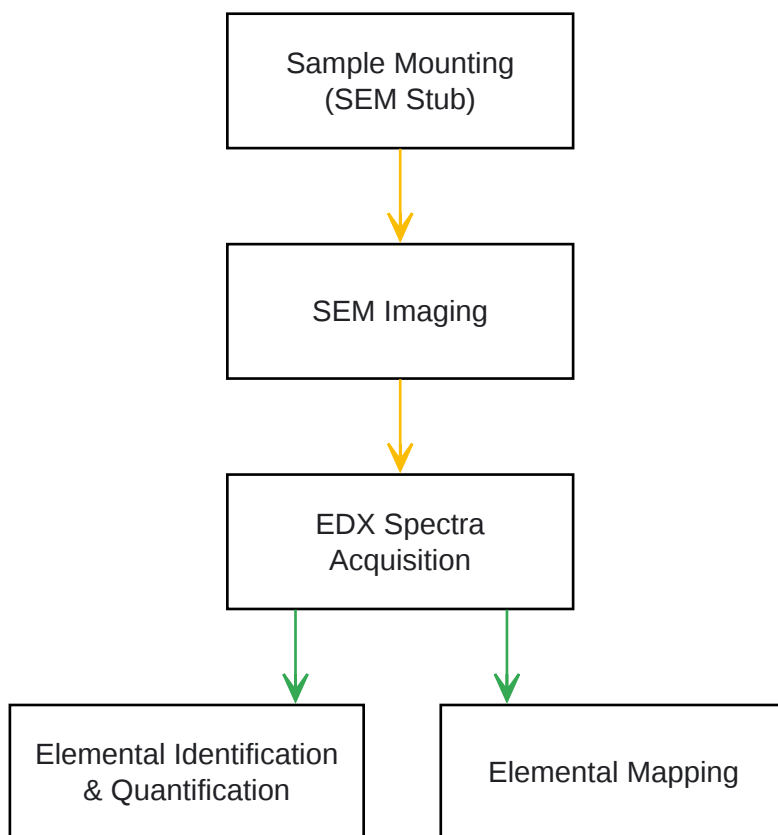 Sample Mounting
(SEM Stub)
SEM Imaging
EDX Spectra
Acquisition
Elemental Identification
& Quantification
Elemental Mapping